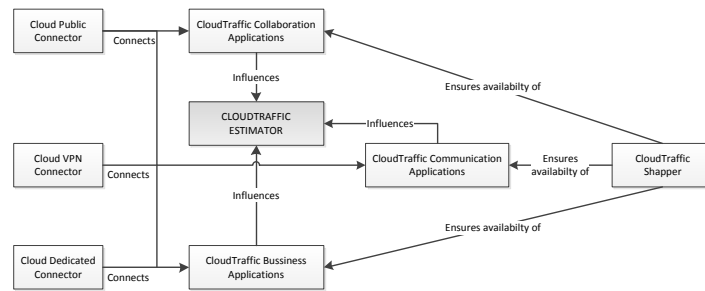 Cloud Public
Connector
Connects
CloudTraffic Collaboration
Applications
Influences
Ensures availabilty of
CLOUDTRAFFIC
ESTIMATOR
Influences
Cloud VPN
Connector
Connects
CloudTraffic Communication
Applications
Ensures
availabilty of
CloudTraffic
Shapper
Influences
Ensures availabilty of
Cloud Dedicated
Connector
Connects
CloudTraffic Bussiness
Applications